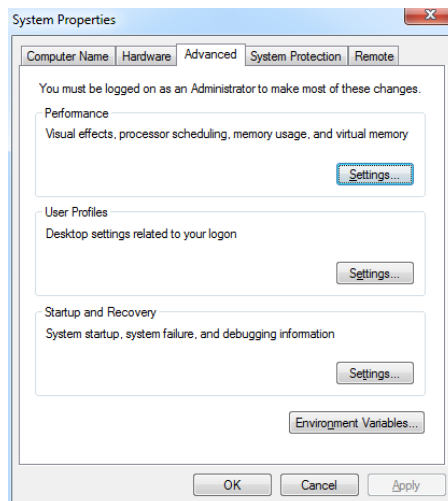 System Properties
Computer Name Hardware Advanced System Protection Remote
You must be logged on as an Administrator to make most of these changes.
Performance
Visual effects, processor scheduling, memory usage, and virtual memory
Settings...
User Profiles
Desktop settings related to your logon
Settings...
Startup and Recovery
System startup, system failure, and debugging information
Settings...
Environment Variables...
OK Cancel Apply